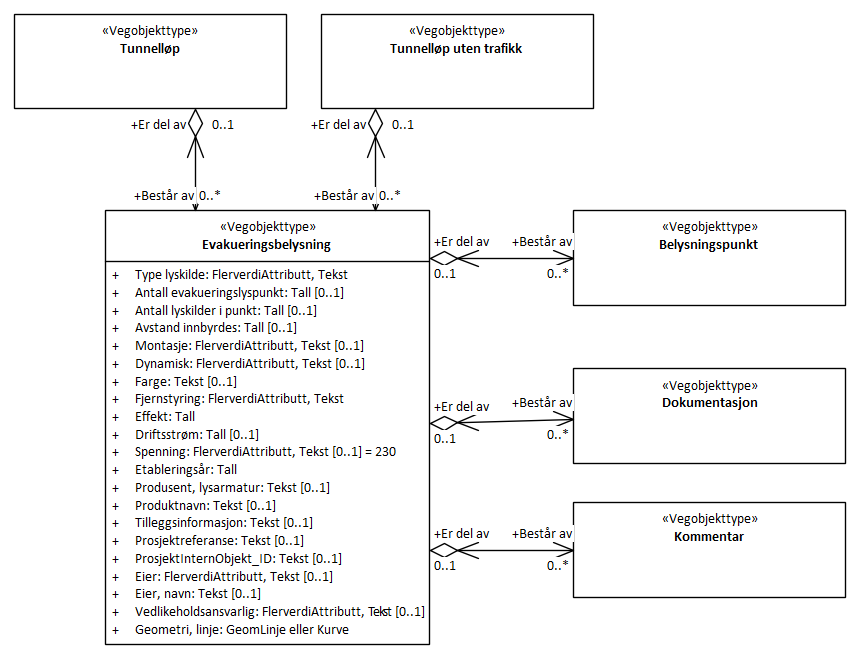 «Vegobjekttype»
Tunnelløp
«Vegobjekttype»
Tunnelløp uten trafikk
+Er del av 0..1
+Er del av 0..1
+Består av 0..*
+Består av 0..*
«Vegobjekttype»
Evakueringsbelysning
+ Type lyskilde: FlerverdiAttributt, Tekst
+ Antall evakueringslyspunkt: Tall [0..1]
+ Antall lyskilder i punkt: Tall [0..1]
+ Avstand innbyrdes: Tall [0..1]
+ Montasje: FlerverdiAttributt, Tekst [0..1]
+ Dynamisk: FlerverdiAttributt, Tekst [0..1]
+ Farge: Tekst [0..1]
+ Fjernstyring: FlerverdiAttributt, Tekst
+ Effekt: Tall
+ Driftsstrøm: Tall [0..1]
+ Spenning: FlerverdiAttributt, Tekst [0..1] = 230
+ Etableringsår: Tall
+ Produsent, lysarmatur: Tekst [0..1]
+ Produktnavn: Tekst [0..1]
+ Tilleggsinformasjon: Tekst [0..1]
+ Prosjektreferanse: Tekst [0..1]
+ ProsjektInternObjekt_ID: Tekst [0..1]
+ Eier: FlerverdiAttributt, Tekst [0..1]
+ Eier, navn: Tekst [0..1]
+ Vedlikeholdsansvarlig: FlerverdiAttributt, Tekst [0..1]
+ Geometri, linje: GeomLinje eller Kurve
+Er del av +Består av
0..1 0..*
«Vegobjekttype»
Belysningspunkt
+Er del av +Består av
0..1 0..*
«Vegobjekttype»
Dokumentasjon
+Er del av +Består av
0..1 0..*
«Vegobjekttype»
Kommentar